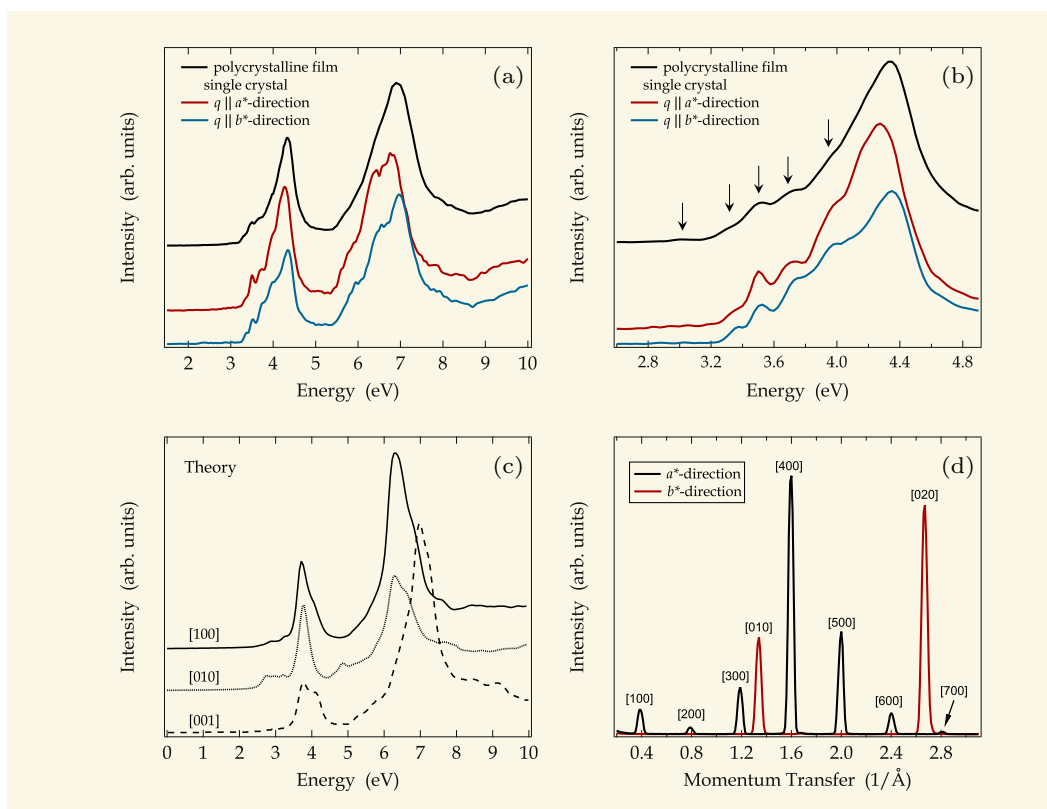 (a)
polycrystalline film
single crystal
q || a*-direction
q || b*-direction
Intensity (arb. units)
2 3 4 5 6 7 8 9 10
Energy (eV)
(b)
polycrystalline film
single crystal
q || a*-direction
q || b*-direction
Intensity (arb. units)
2.8 3.2 3.6 4.0 4.4 4.8
Energy (eV)
(c)
Theory
[100]
[010]
[001]
Intensity (arb. units)
0 1 2 3 4 5 6 7 8 9 10
Energy (eV)
(d)
a*-direction
b*-direction
[100]
[200]
[300]
[010]
[400]
[500]
[600]
[020]
[700]
Intensity (arb. units)
0.4 0.8 1.2 1.6 2.0 2.4 2.8
Momentum Transfer (1/Å)